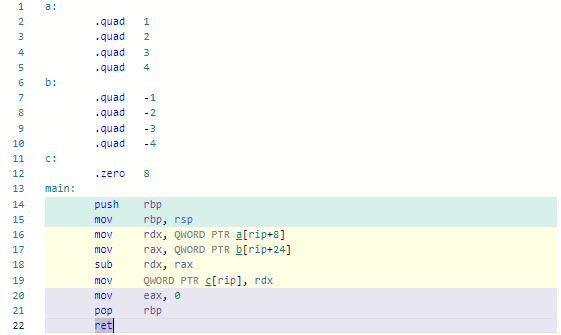 1 a:
2 .quad 1
3 .quad 2
4 .quad 3
5 .quad 4
6 b:
7 .quad -1
8 .quad -2
9 .quad -3
10 .quad -4
11 c:
12 .zero 8
13 main:
14 push rbp
15 mov rbp, rsp
16 mov rdx, QWORD PTR a[rip+8]
17 mov rax, QWORD PTR b[rip+24]
18 sub rdx, rax
19 mov QWORD PTR c[rip], rdx
20 mov eax, 0
21 pop rbp
22 ret